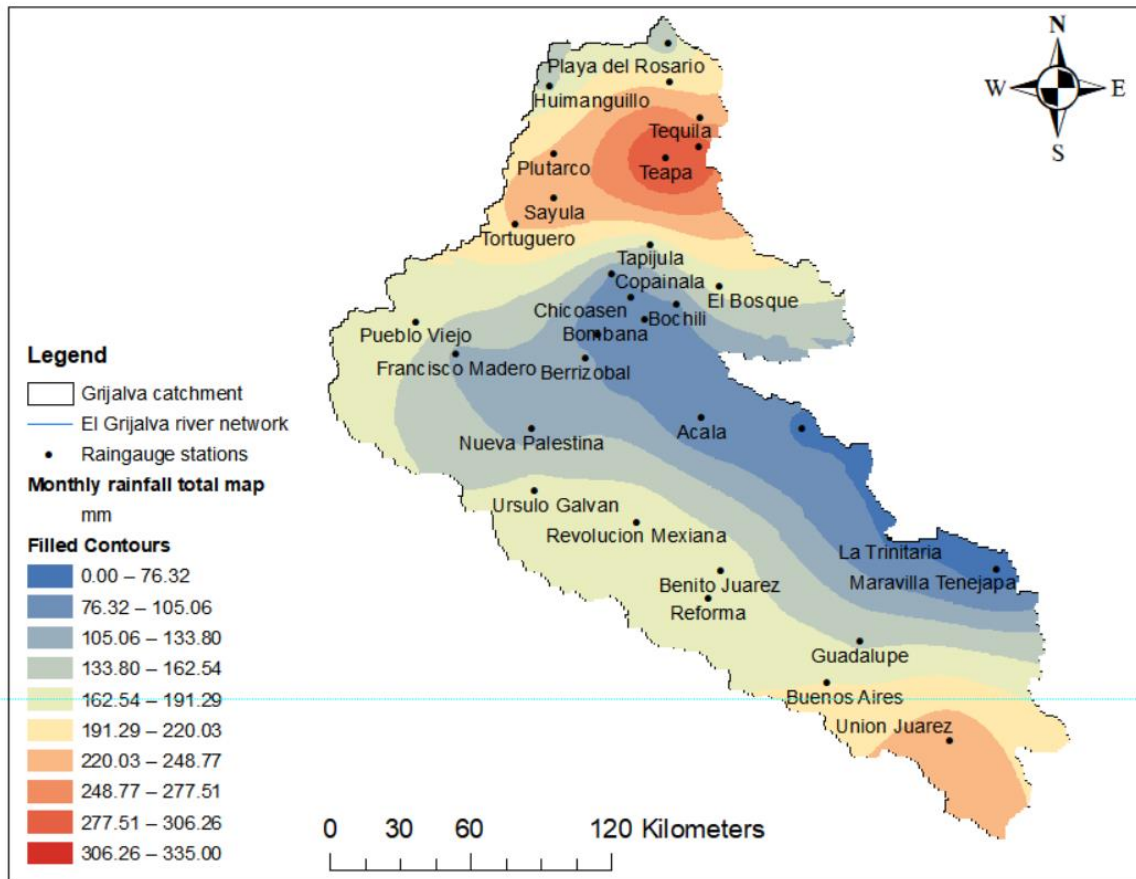 N
W
E
S
Playa del Rosario
Huimanguillo
Tequila
Plutarco
Teapa
Sayula
Tortuguero
Tapijula
Copainala
El Bosque
Chicoasen
Bochili
Pueblo Viejo
Bombana
Francisco Madero
Berrizobal
Nueva Palestina
Acala
Ursulo Galvan
Revolucion Mexiana
La Trinitaria
Benito Juarez
Maravilla Tenejapa
Reforma
Guadalupe
Buenos Aires
Union Juarez
Legend
Grijalva catchment
El Grijalva river network
Raingauge stations
Monthly rainfall total map
mm
Filled Contours
0.00 – 76.32
76.32 – 105.06
105.06 – 133.80
133.80 – 162.54
162.54 – 191.29
191.29 – 220.03
220.03 – 248.77
248.77 – 277.51
277.51 – 306.26
306.26 – 335.00
0 30 60 120 Kilometers